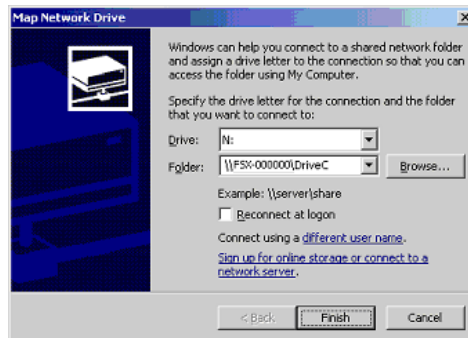 Map Network Drive
Windows can help you connect to a shared network folder
and assign a drive letter to the connection so that you can
access the folder using My Computer.
Specify the drive letter for the connection and the folder
that you want to connect to:
Drive: N:
Folder: \\FSX-000000\DriveC Browse...
Example: \\server\share
Reconnect at logon
Connect using a different user name.
Sign up for online storage or connect to a
network server.
< Back Finish Cancel